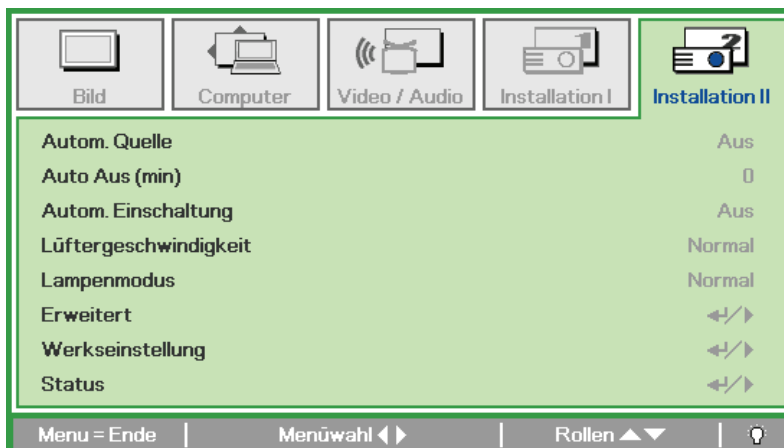 Bild
Computer
Video / Audio
Installation I
Installation II
Autom. Quelle Aus
Auto Aus (min) 0
Autom. Einschaltung Aus
Lüftergeschwindigkeit Normal
Lampenmodus Normal
Erweitert
Werkseinstellung
Status
Menu = Ende Menüwahl Rollen